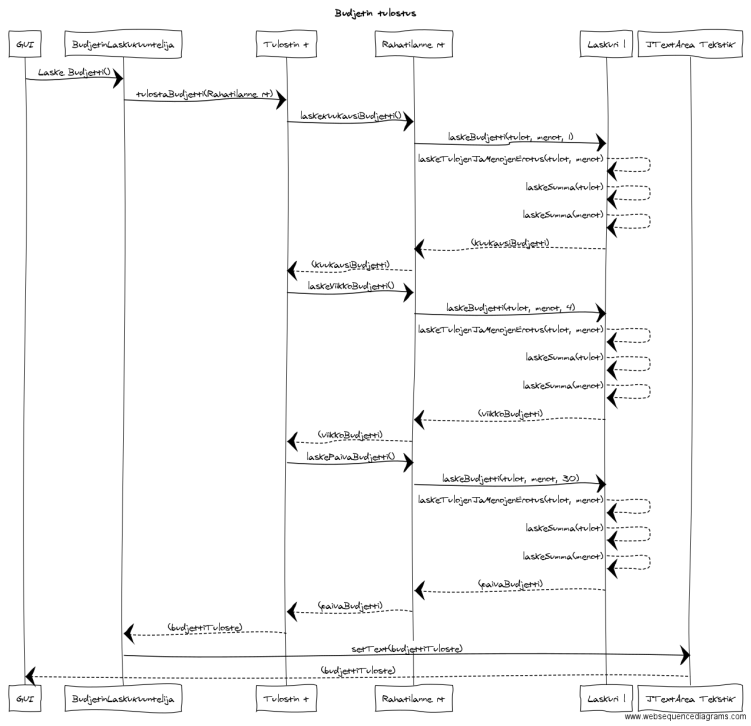 Budjetin tulostus
GUI BudjetinLaskukuuntelija Tulostin t Rahatilanne rt Laskuri l JTextArea Tekstik
Laske Budjetti()
tulostaBudjetti(Rahatilanne rt)
laskeKuukausiBudjetti()
laskeBudjetti(tulot, menot, 1)
laskeTulojenJaMenojenErotus(tulot, menot)
laskeSumma(tulot)
laskeSumma(menot)
(kuukausiBudjetti)
(kuukausiBudjetti)
laskeViikkoBudjetti()
laskeBudjetti(tulot, menot, 4)
laskeTulojenJaMenojenErotus(tulot, menot)
laskeSumma(tulot)
laskeSumma(menot)
(viikkoBudjetti)
(viikkoBudjetti)
laskePaivaBudjetti()
laskeBudjetti(tulot, menot, 30)
laskeTulojenJaMenojenErotus(tulot, menot)
laskeSumma(tulot)
laskeSumma(menot)
(paivaBudjetti)
(paivaBudjetti)
(budjettiTuloste)
setText(budjettiTuloste)
(budjettiTuloste)
GUI BudjetinLaskukuuntelija Tulostin t Rahatilanne rt Laskuri l JTextArea Tekstik
www.websequencediagrams.com